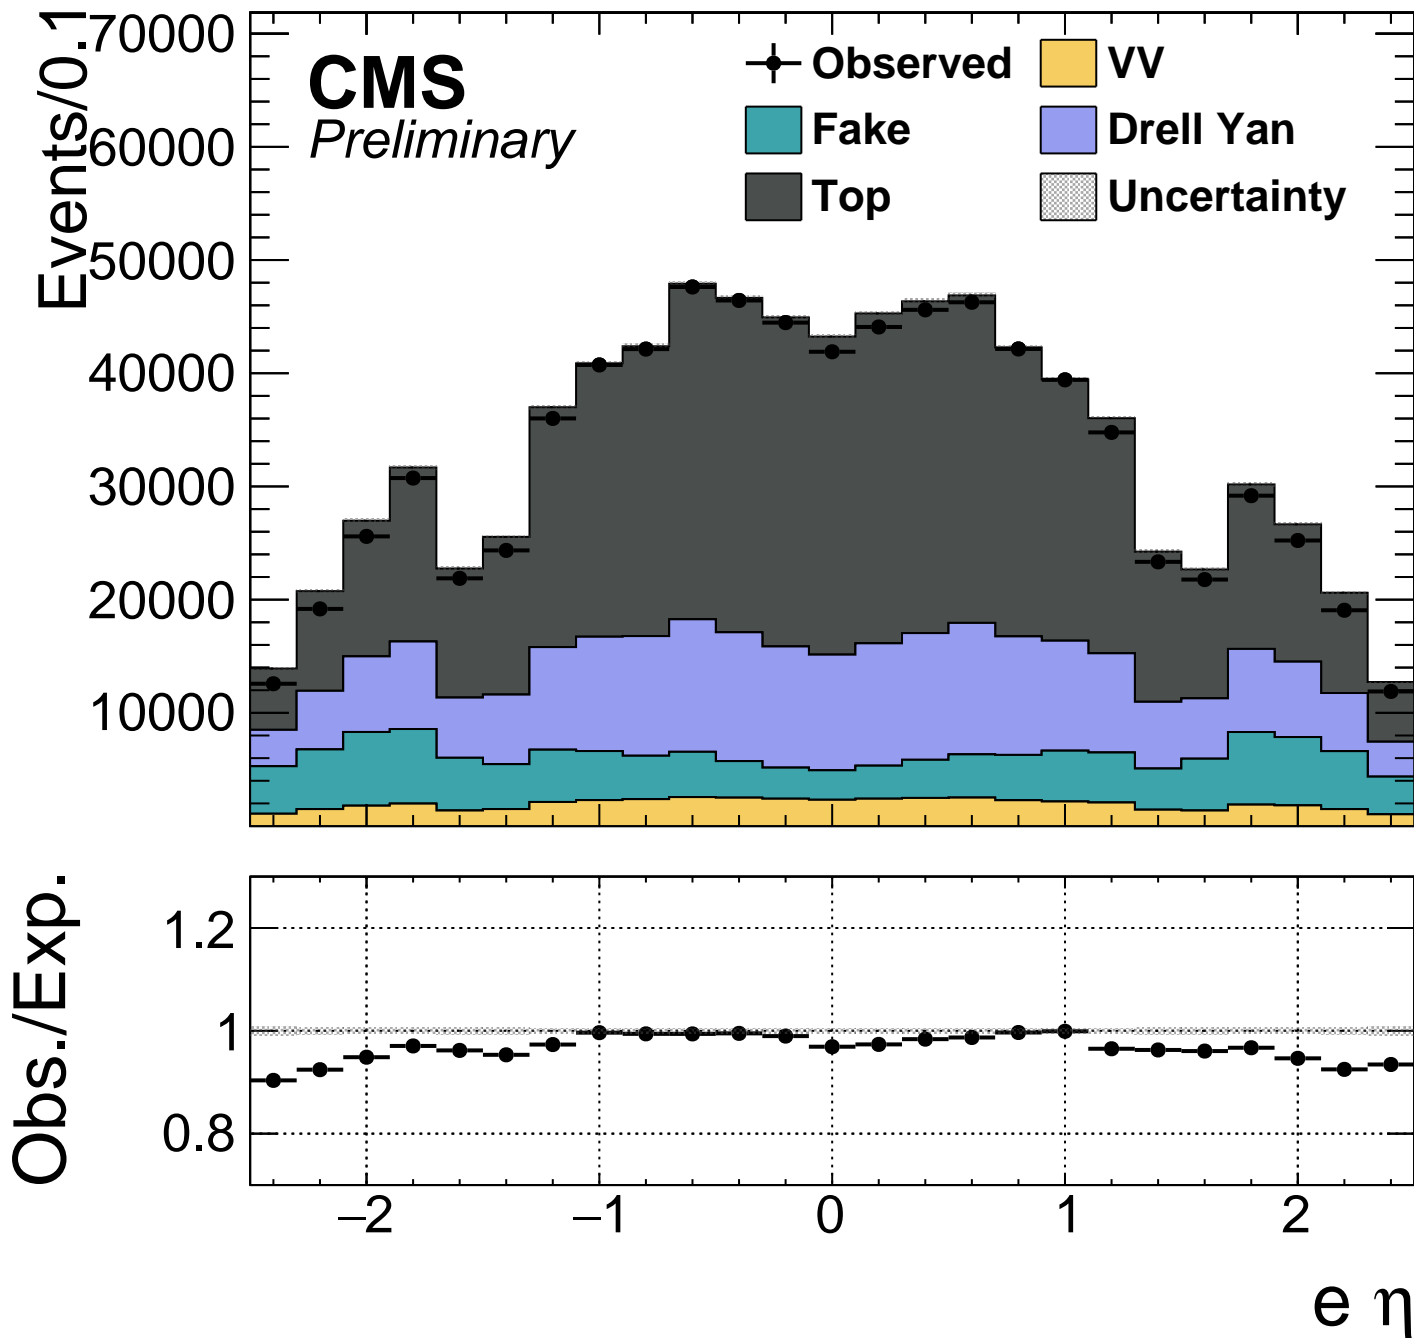 Events/0.1
70000
60000
50000
40000
30000
20000
10000
CMS
Preliminary
Observed
VV
Fake
Drell Yan
Top
Uncertainty
Obs./Exp.
1.2
1
0.8
−2
−1
0
1
2
e η